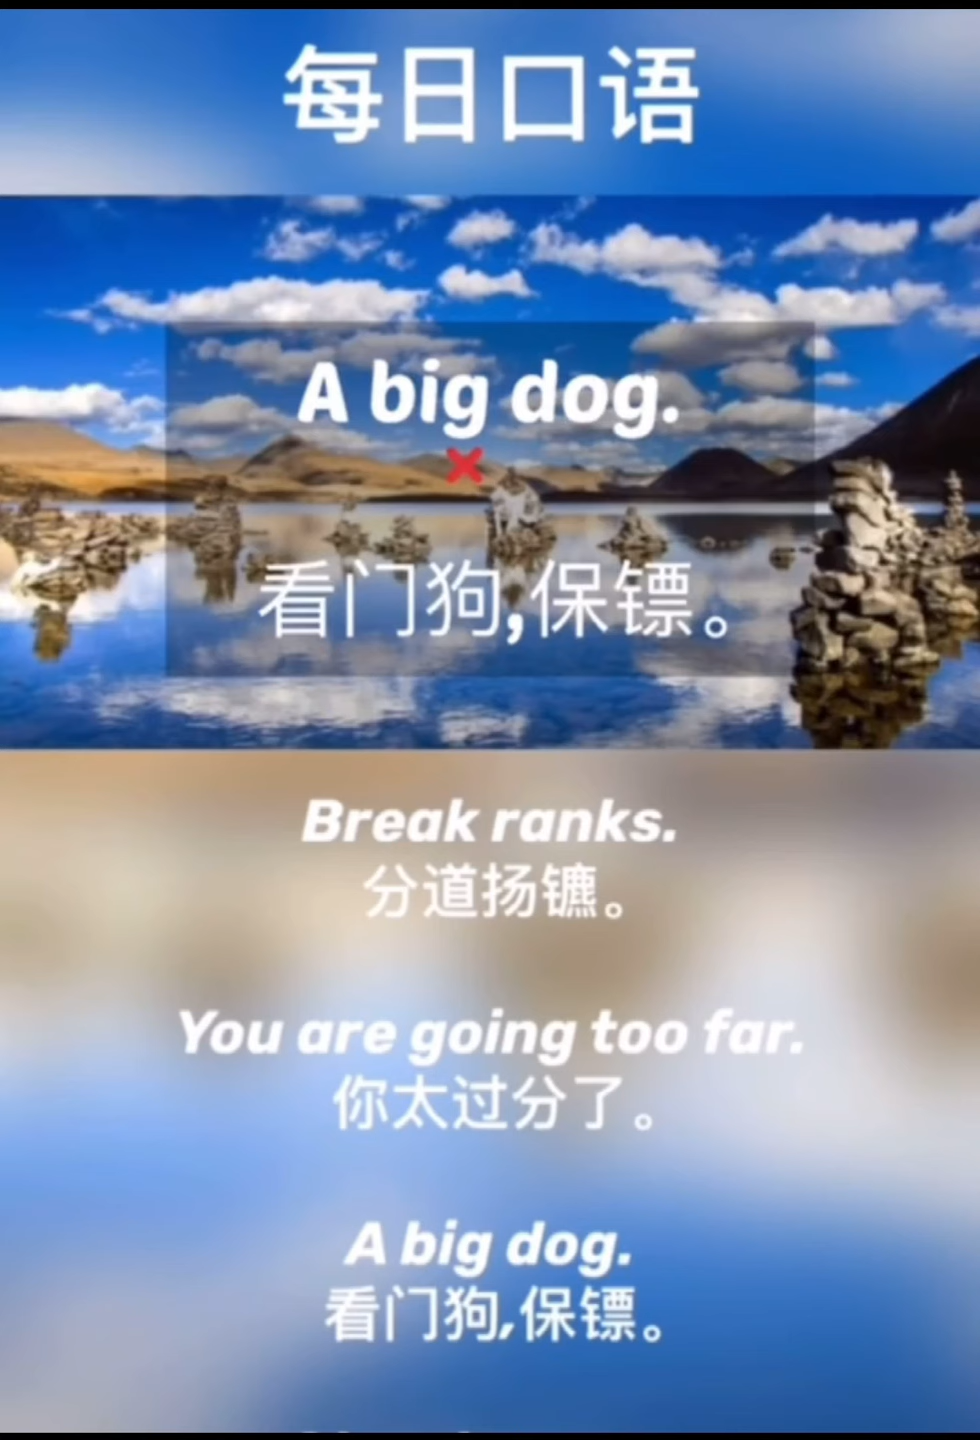 每日口语
A big dog.
看门狗,保镖。
Break ranks.
分道扬镳。
You are going too far.
你太过分了。
A big dog.
看门狗,保镖。